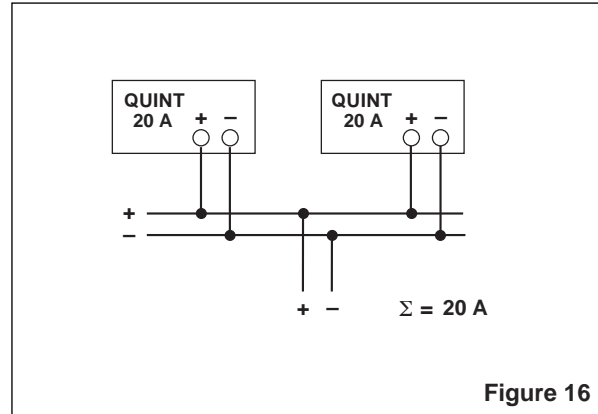 QUINT
20 A
+ −
QUINT
20 A
+ −
+
−
+ − Σ = 20 A
Figure 16